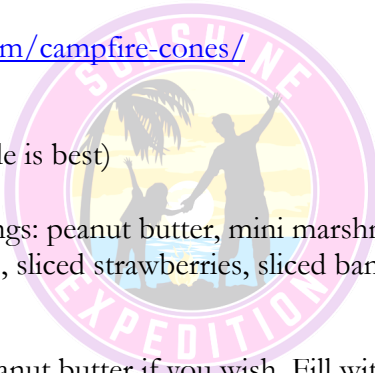 m/campfire-cones/
SUNSHINE
le is best)
ngs: peanut butter, mini marshm
, sliced strawberries, sliced ban
EXPEDITION
eanut butter if you wish. Fill wit